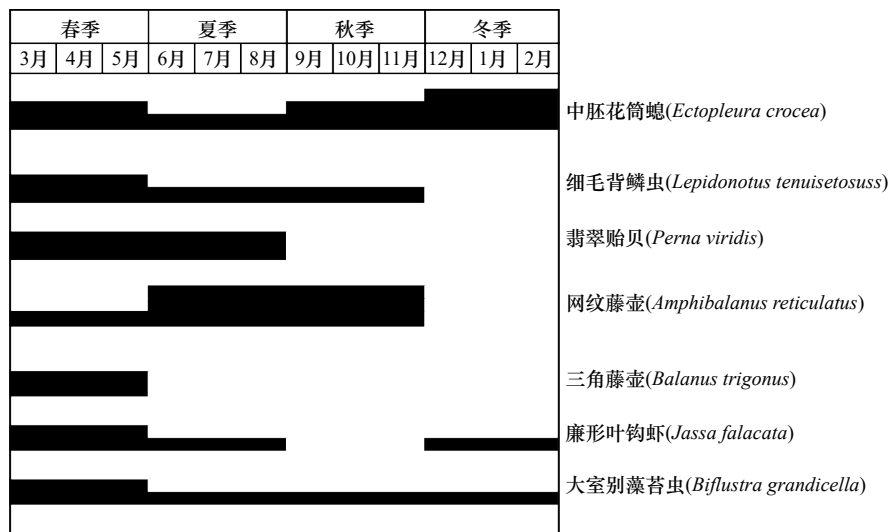 春季 夏季 秋季 冬季
3月 4月 5月 6月 7月 8月 9月 10月 11月 12月 1月 2月
中胚花筒螅(Ectopleura crocea)
细毛背鳞虫(Lepidonotus tenuisetosuss)
翡翠贻贝(Perna viridis)
网纹藤壶(Amphibalanus reticulatus)
三角藤壶(Balanus trigonus)
廉形叶钩虾(Jassa falacata)
大室别藻苔虫(Biflustra grandicella)